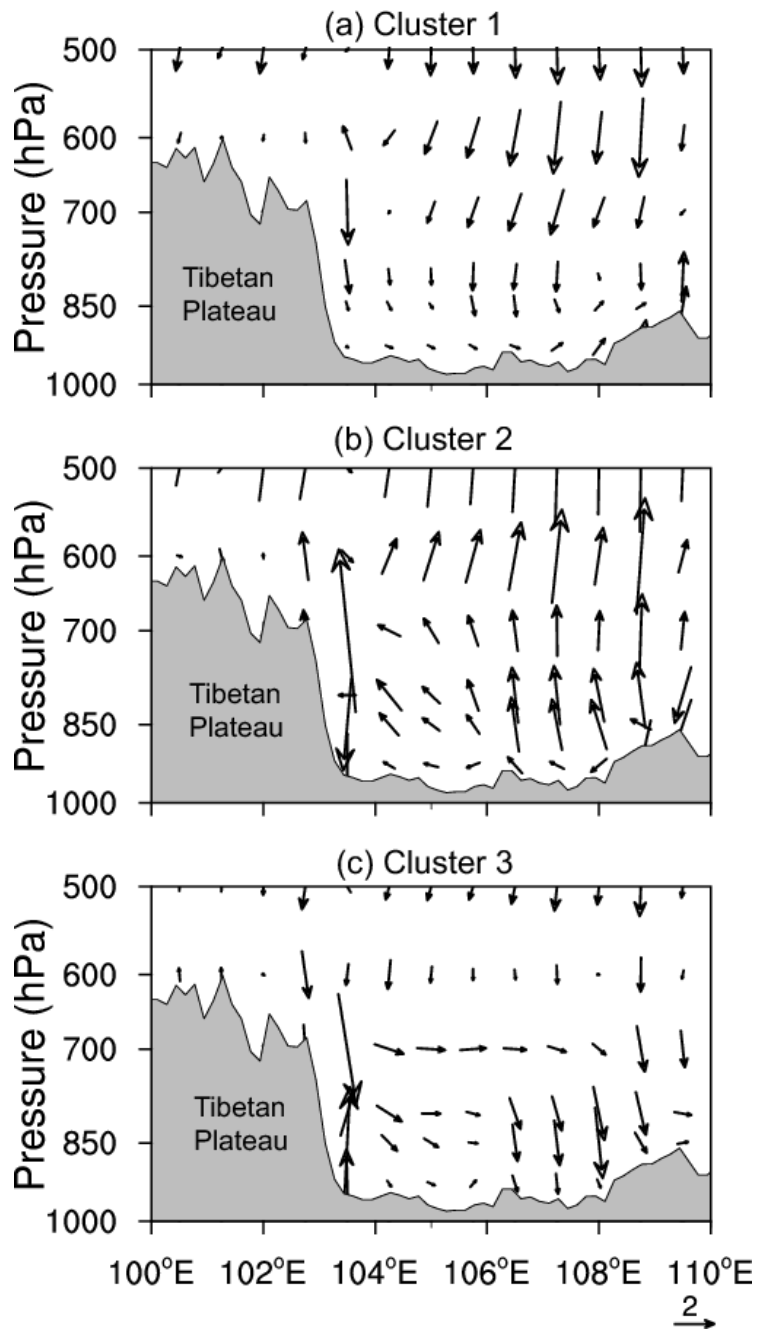 (a) Cluster 1
Pressure (hPa)
500
600
700
850
1000
Tibetan
Plateau
(b) Cluster 2
Pressure (hPa)
500
600
700
850
1000
Tibetan
Plateau
(c) Cluster 3
Pressure (hPa)
500
600
700
850
1000
Tibetan
Plateau
100°E 102°E 104°E 106°E 108°E 110°E
2